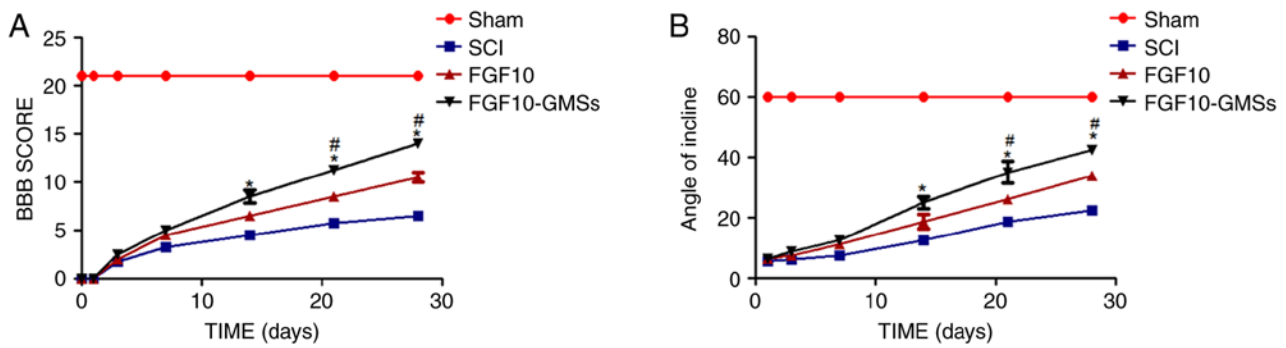 A
BBB SCORE
25
20
15
10
5
0
0 10 20 30
TIME (days)
Sham
SCI
FGF10
FGF10-GMSs
*
#
*
#
*
B
Angle of incline
80
60
40
20
0
0 10 20 30
TIME (days)
Sham
SCI
FGF10
FGF10-GMSs
*
#
*
#
*